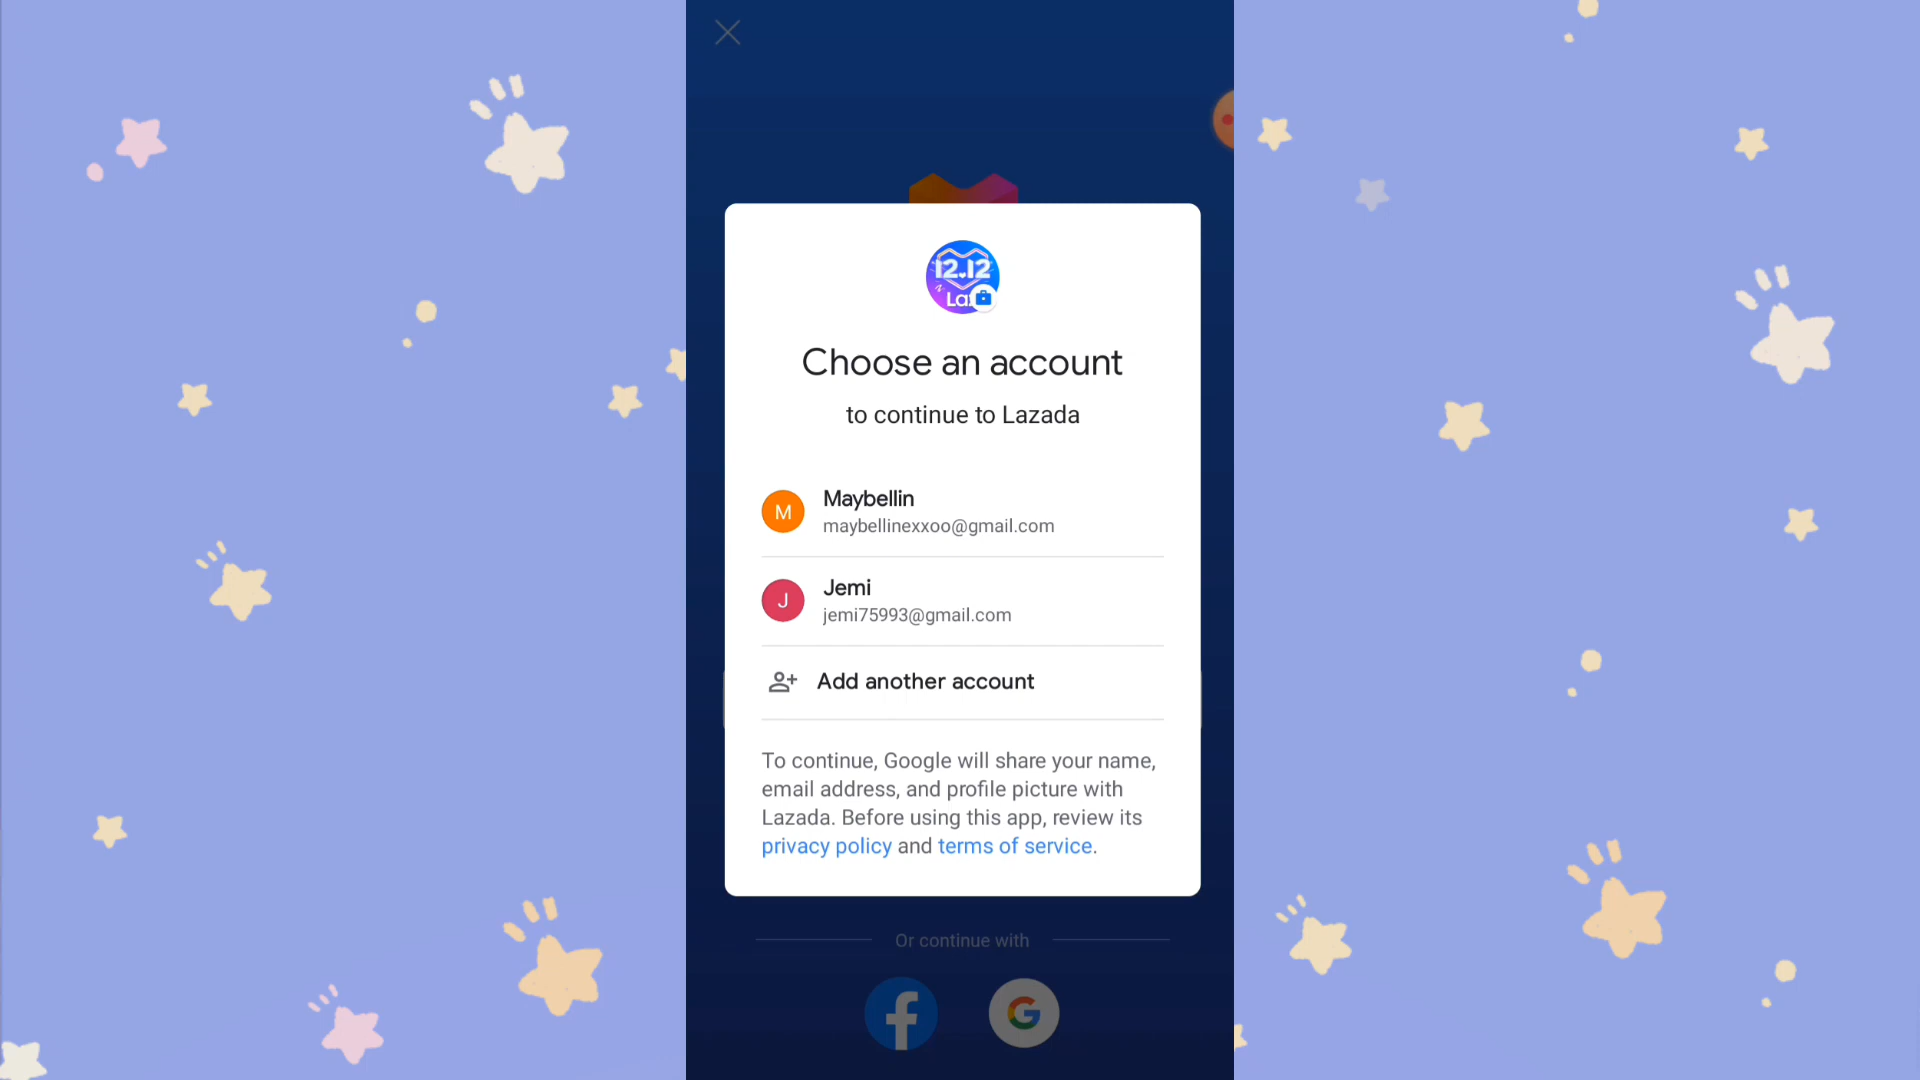 12.12
Laz
Choose an account
to continue to Lazada
M
Maybellin
maybellinexxoo@gmail.com
J
Jemi
jemi75993@gmail.com
Add another account
To continue, Google will share your name,
email address, and profile picture with
Lazada. Before using this app, review its
privacy policy and terms of service.
Or continue with